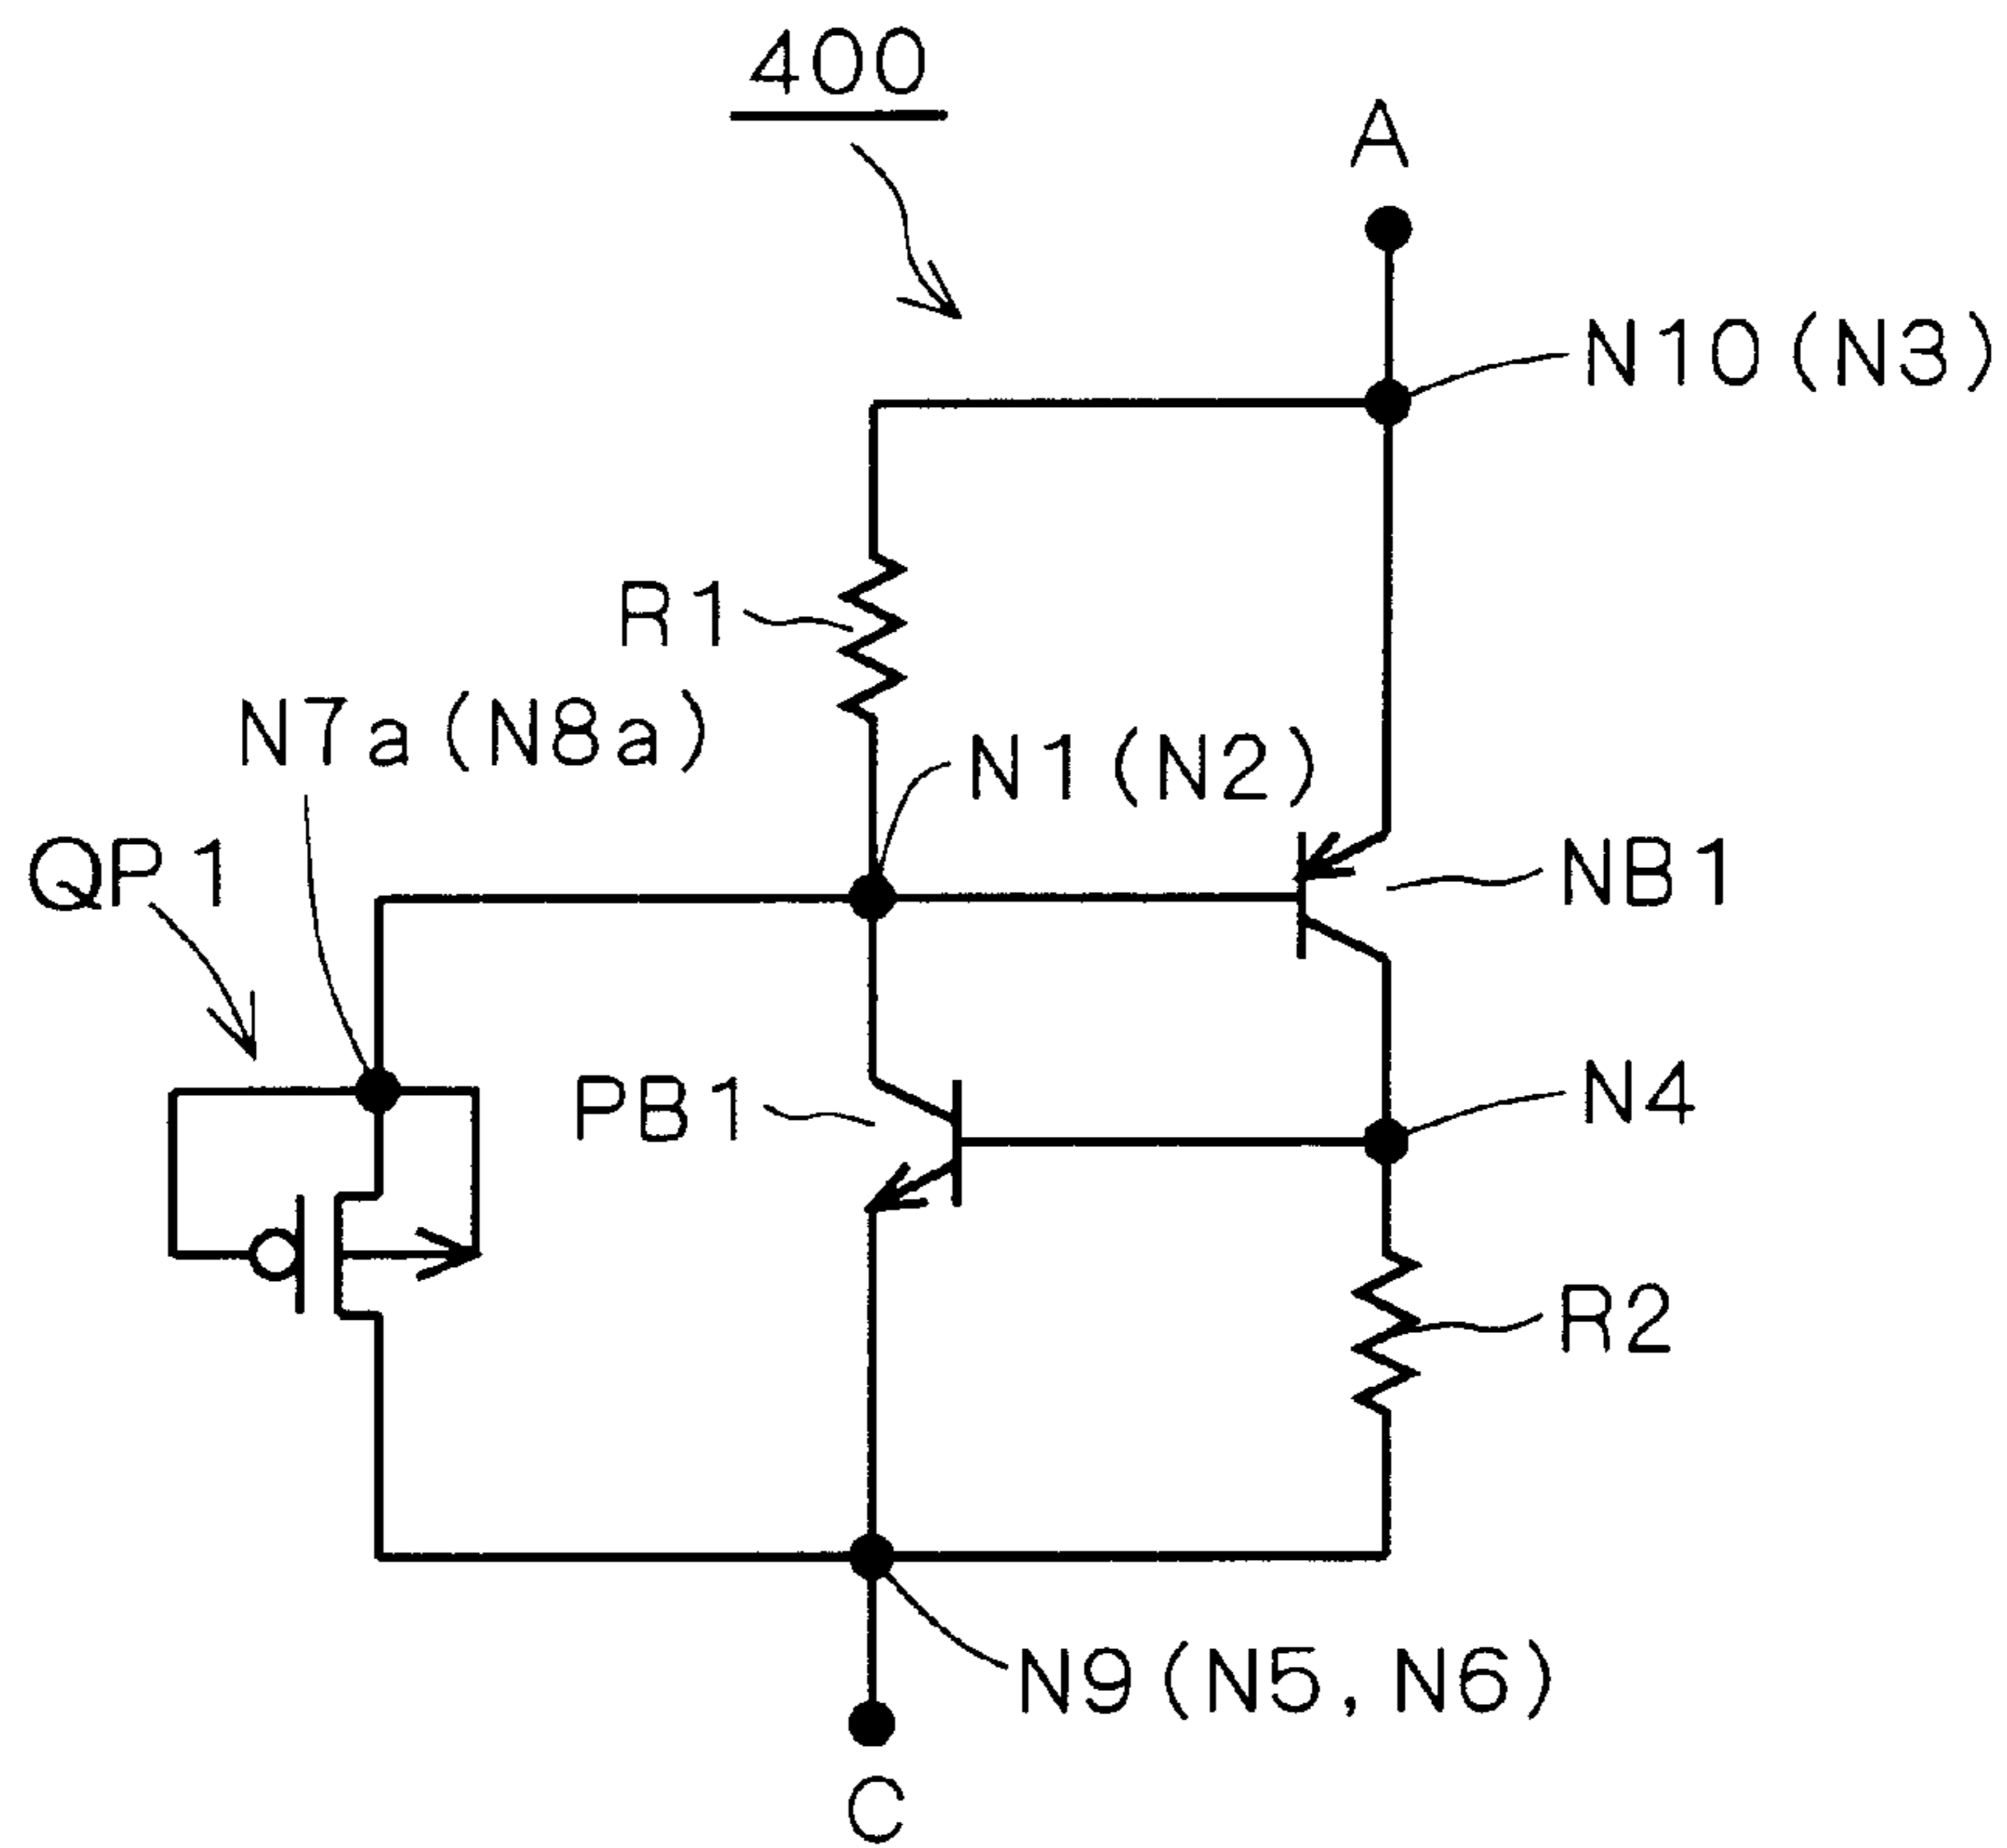 400
A
N10(N3)
R1
N7a(N8a)
N1(N2)
QP1
NB1
PB1
N4
R2
N9(N5,N6)
C